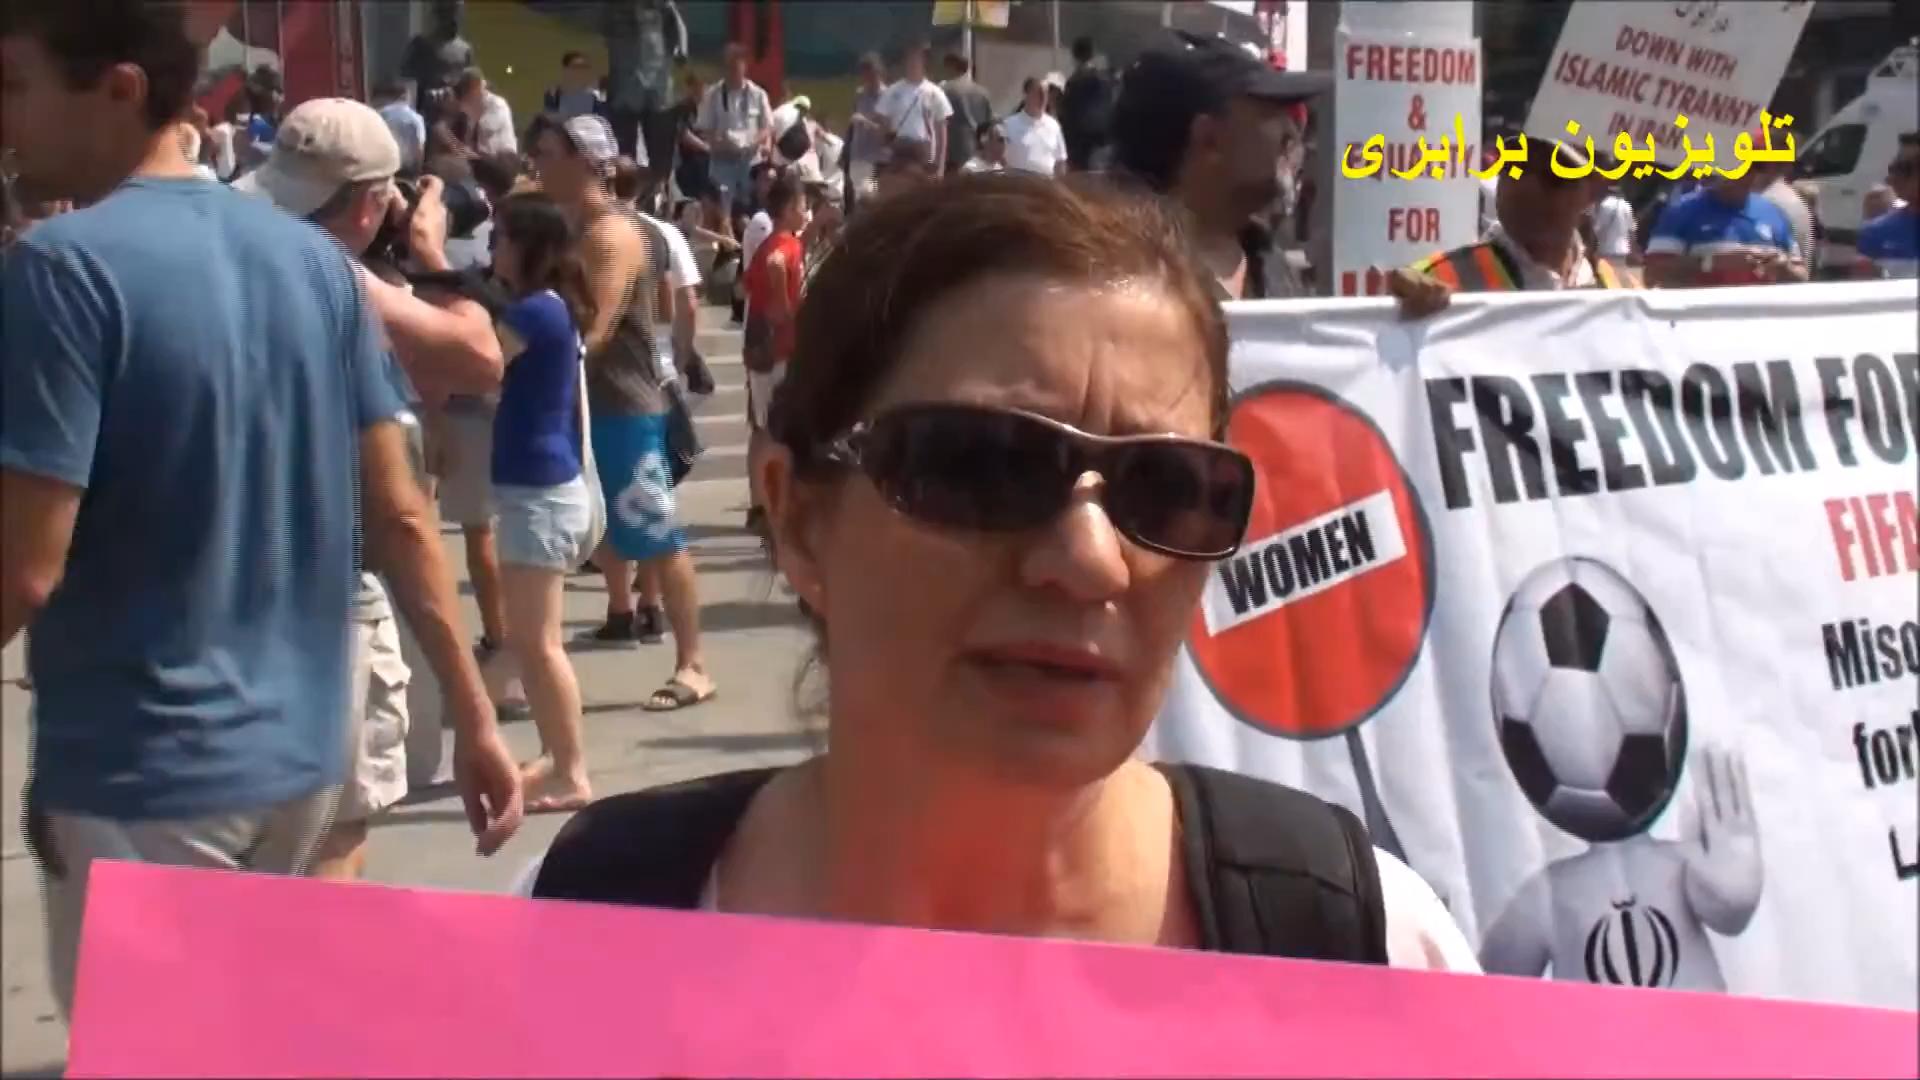 FREEDOM
&
FOR
DOWN WITH
ISLAMIC TYRANNY
IN IRAN
تلویزیون برابری
WOMEN
FREEDOM FO
FIFA
Miso
for